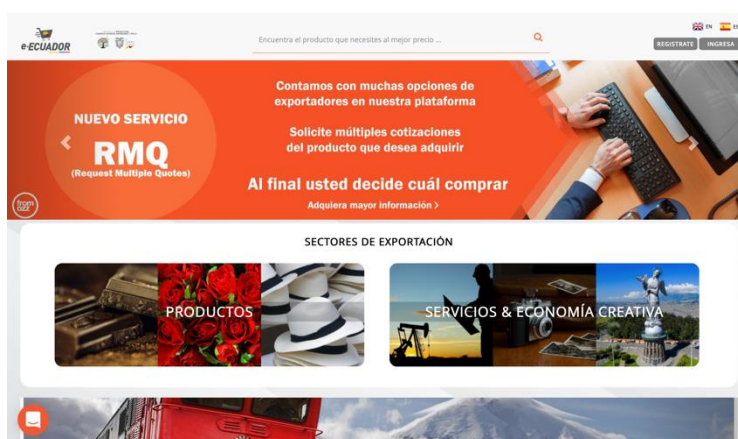 e-ECUADOR
Encuentra el producto que necesites al mejor precio ...
EN
ES
REGISTRATE
INGRESA
NUEVO SERVICIO
RMQ
(Request Multiple Quotes)
Contamos con muchas opciones de
exportadores en nuestra plataforma
Solicite múltiples cotizaciones
del producto que desea adquirir
Al final usted decide cuál comprar
Adquiera mayor información >
SECTORES DE EXPORTACIÓN
PRODUCTOS
SERVICIOS & ECONOMÍA CREATIVA